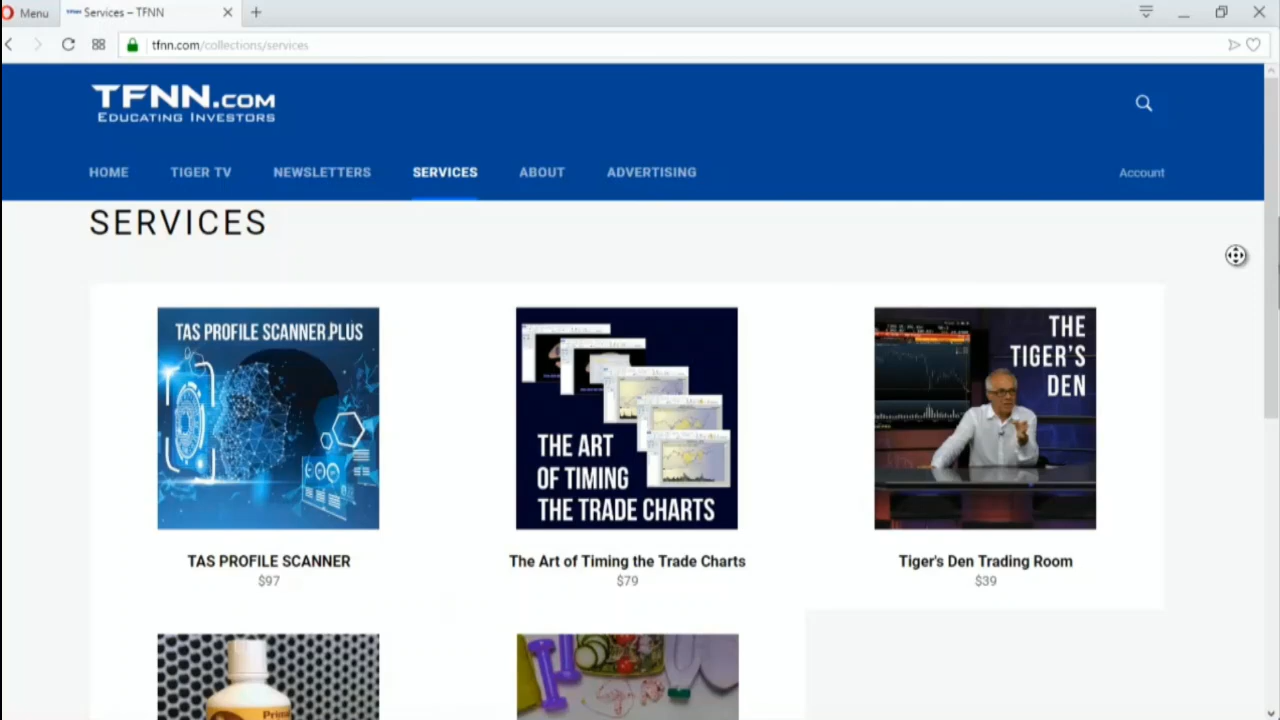 Menu
Services – TFNN
tfnn.com/collections/services
TFNN.COM
EDUCATING INVESTORS
HOME
TIGER TV
NEWSLETTERS
SERVICES
ABOUT
ADVERTISING
Account
SERVICES
TAS PROFILE SCANNER PLUS
THE ART
OF TIMING
THE TRADE CHARTS
THE
TIGER'S
DEN
TAS PROFILE SCANNER
$97
The Art of Timing the Trade Charts
$79
Tiger's Den Trading Room
$39